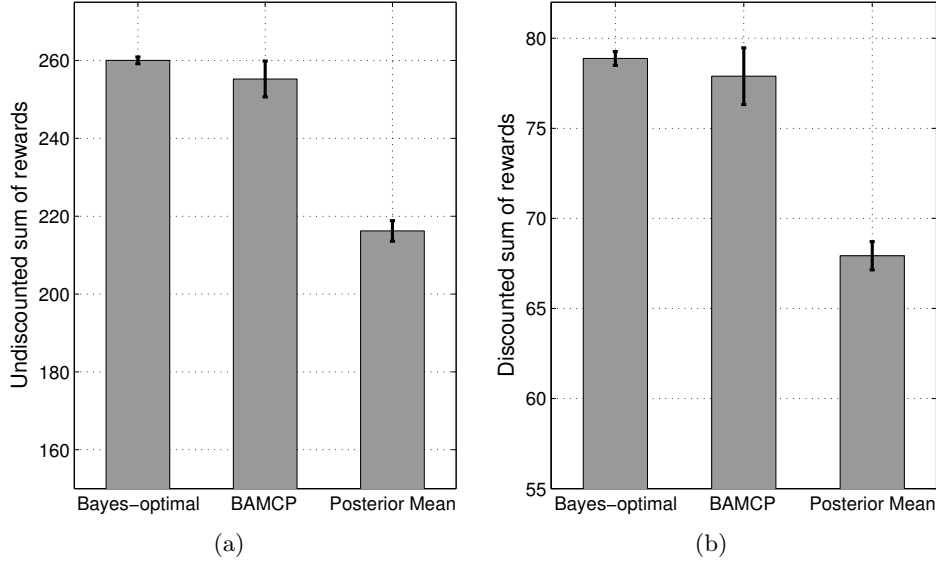 Undiscounted sum of rewards
260
240
220
200
180
160
Bayes−optimal BAMCP Posterior Mean
(a)
Discounted sum of rewards
80
75
70
65
60
55
Bayes−optimal BAMCP Posterior Mean
(b)